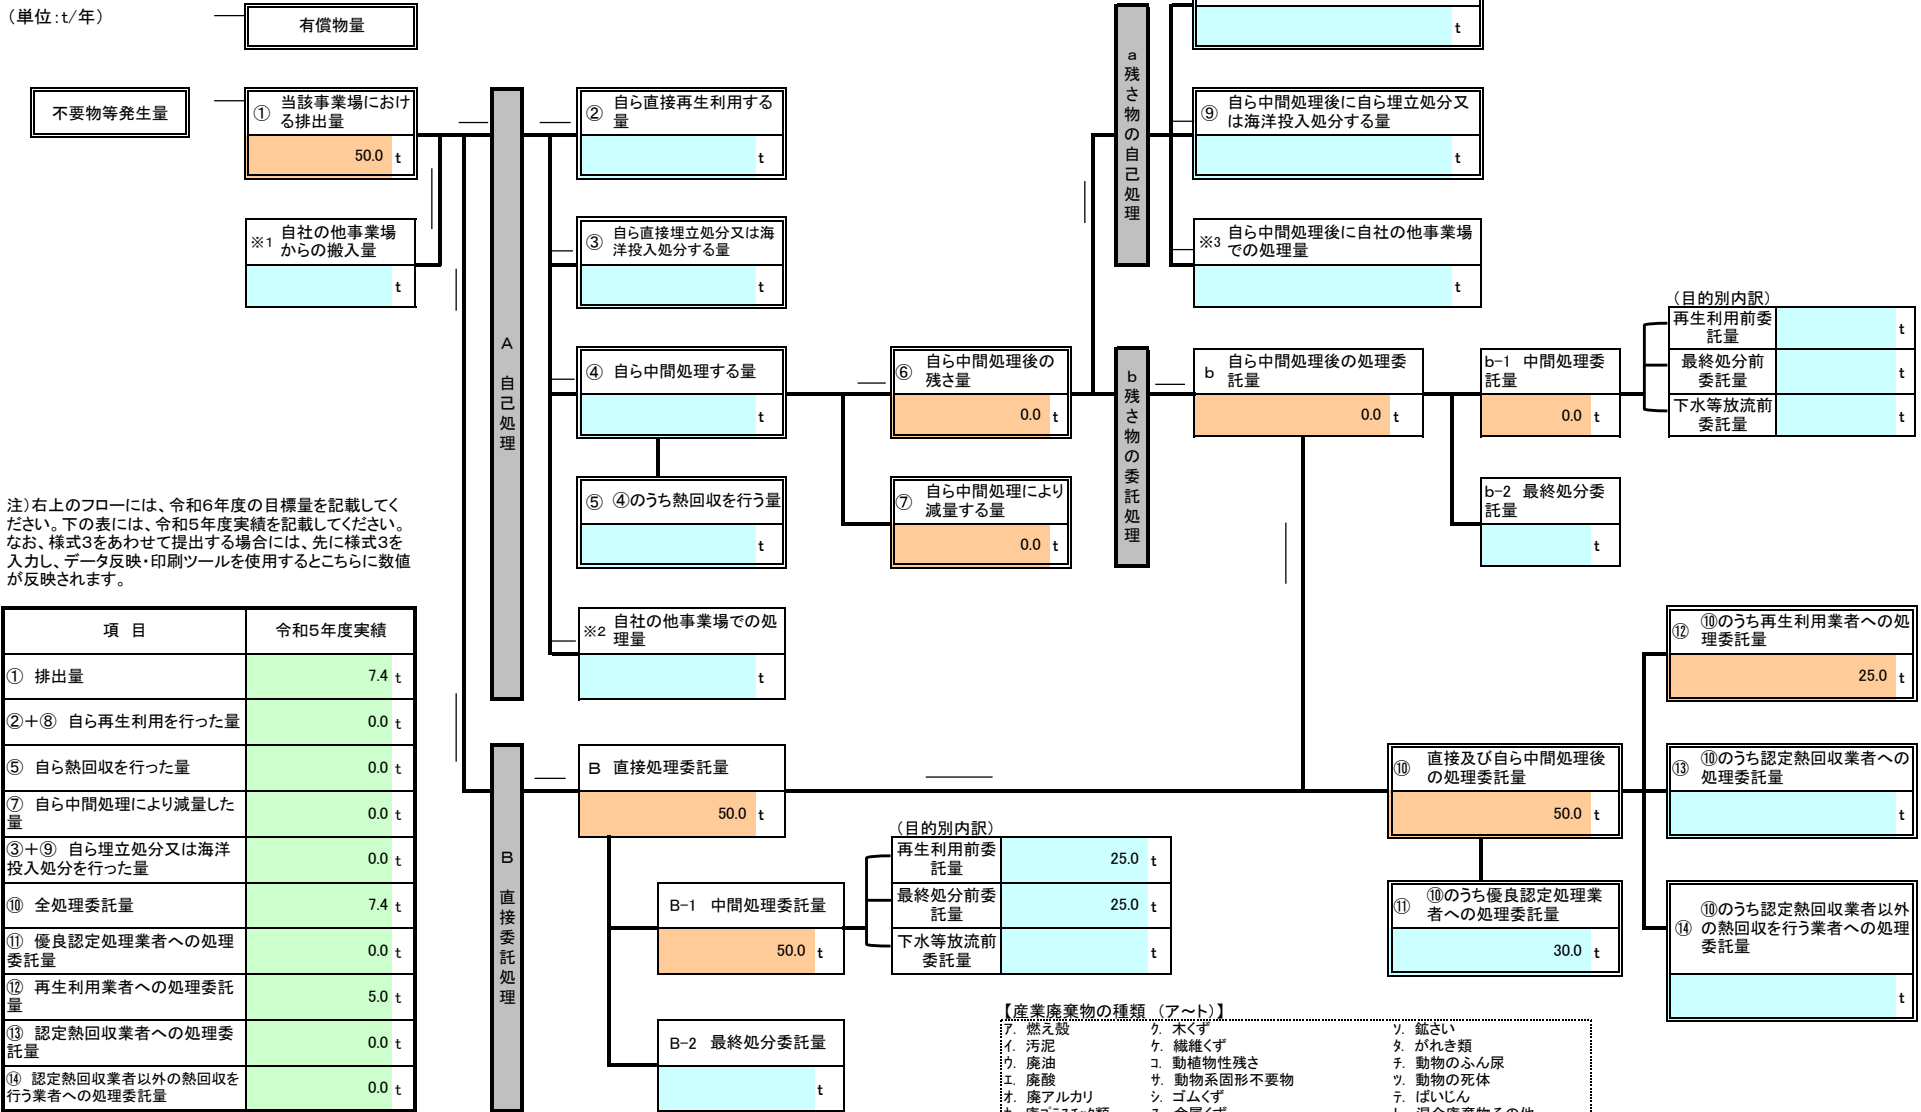 （単位：t/年）
有償物量
t
不要物等発生量
① 当該事業場におけ
る排出量
50.0 t
② 自ら直接再生利用する
量
t
⑨ 自ら中間処理後に自ら埋立処分又
は海洋投入処分する量
t
a 残さ物の自己処理
※1 自社の他事業場
からの搬入量
t
③ 自ら直接埋立処分又は海
洋投入処分する量
t
※3 自ら中間処理後に自社の他事業場
での処理量
t
A 自己処理
④ 自ら中間処理する量
t
⑥ 自ら中間処理後の
残さ量
0.0 t
b 残さ物の委託処理
b 自ら中間処理後の処理委
託量
0.0 t
b-1 中間処理委
託量
0.0 t
（目的別内訳）
再生利用前委
託量
t
最終処分前
委託量
t
下水等放流前
委託量
t
⑤ ④のうち熱回収を行う量
t
⑦ 自ら中間処理により
減量する量
0.0 t
b-2 最終処分委
託量
t
注）右上のフローには、令和６年度の目標量を記載してく
ださい。下の表には、令和５年度実績を記載してください。
なお、様式３をあわせて提出する場合には、先に様式３を
入力し、データ反映・印刷ツールを使用するとこちらに数値
が反映されます。
※2 自社の他事業場での処
理量
t
項 目 令和５年度実績
① 排出量 7.4 t
②＋⑧ 自ら再生利用を行った量 0.0 t
⑤ 自ら熱回収を行った量 0.0 t
⑦ 自ら中間処理により減量した
量 0.0 t
③＋⑨ 自ら埋立処分又は海洋
投入処分を行った量 0.0 t
⑩ 全処理委託量 7.4 t
⑪ 優良認定処理業者への処理
委託量 0.0 t
⑫ 再生利用業者への処理委託
量 5.0 t
⑬ 認定熱回収業者への処理委
託量 0.0 t
⑭ 認定熱回収業者以外の熱回収を
行う業者への処理委託量 0.0 t
B 直接委託処理
B 直接処理委託量
50.0 t
（目的別内訳）
再生利用前委
託量
25.0 t
最終処分前委
託量
25.0 t
下水等放流前
委託量
t
B-1 中間処理委託量
50.0 t
B-2 最終処分委託量
t
⑩ 直接及び自ら中間処理後
の処理委託量
50.0 t
⑪ ⑩のうち優良認定処理業
者への処理委託量
30.0 t
⑫ ⑩のうち再生利用業者への処
理委託量
25.0 t
⑬ ⑩のうち認定熱回収業者への
処理委託量
t
⑭ ⑩のうち認定熱回収業者以外
の熱回収を行う業者への処理
委託量
t
【産業廃棄物の種類 （ア～ト）】
ア. 燃え殻 ク. 木くず ソ. 鉱さい
イ. 汚泥 ケ. 繊維くず タ. がれき類
ウ. 廃油 コ. 動植物性残さ チ. 動物のふん尿
エ. 廃酸 サ. 動物系固形不要物 ツ. 動物の死体
オ. 廃アルカリ シ. ゴムくず テ. ばいじん